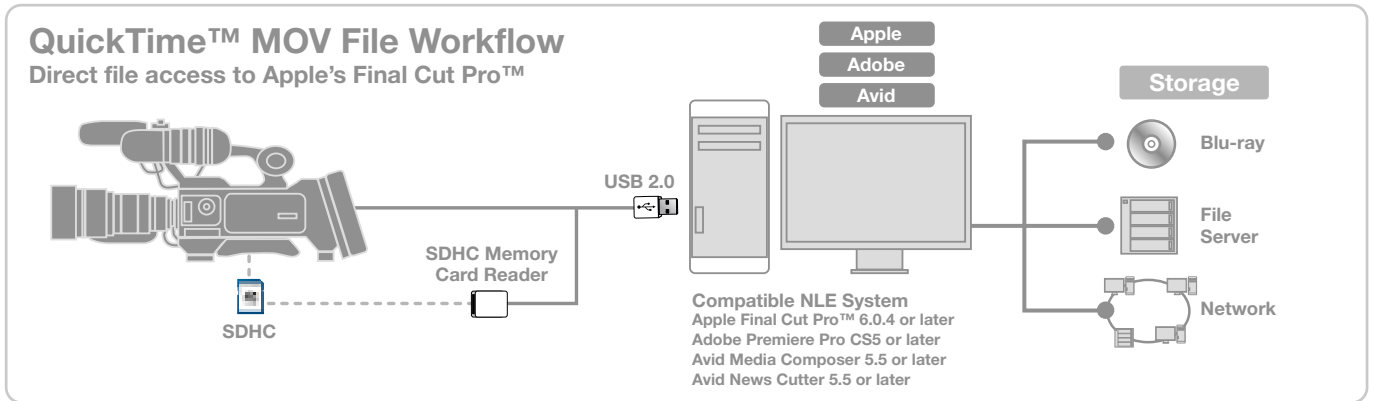 QuickTime™ MOV File Workflow
Direct file access to Apple's Final Cut Pro™
Apple
Adobe
Avid
Storage
USB 2.0
SDHC Memory
Card Reader
SDHC
Blu-ray
File
Server
Network
Compatible NLE System
Apple Final Cut Pro™ 6.0.4 or later
Adobe Premiere Pro CS5 or later
Avid Media Composer 5.5 or later
Avid News Cutter 5.5 or later